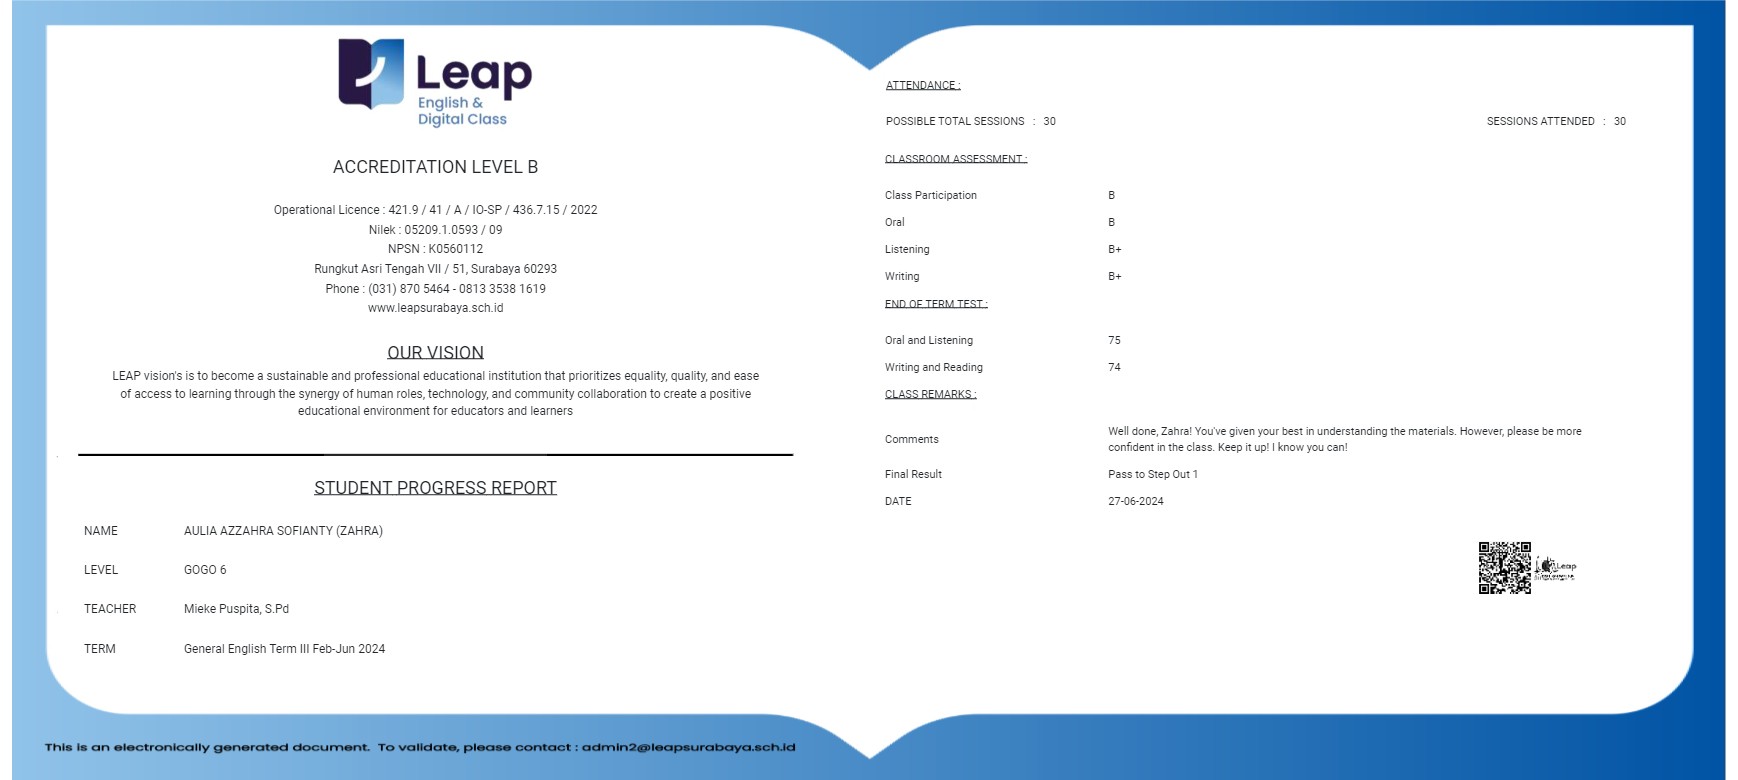 Leap
English &
Digital Class
ACCREDITATION LEVEL B
Operational Licence : 421.9 / 41 / A / IO-SP / 436.7.15 / 2022
Nilek : 05209.1.0593 / 09
NPSN : K0560112
Rungkut Asri Tengah VII / 51, Surabaya 60293
Phone : (031) 870 5464 - 0813 3538 1619
www.leapsurabaya.sch.id
OUR VISION
LEAP vision's is to become a sustainable and professional educational institution that prioritizes equality, quality, and ease
of access to learning through the synergy of human roles, technology, and community collaboration to create a positive
educational environment for educators and learners
STUDENT PROGRESS REPORT
NAME AULIA AZZAHRA SOFIANTY (ZAHRA)
LEVEL GOGO 6
TEACHER Mieke Puspita, S.Pd
TERM General English Term III Feb-Jun 2024
ATTENDANCE :
POSSIBLE TOTAL SESSIONS : 30 SESSIONS ATTENDED : 30
CLASSROOM ASSESSMENT :
Class Participation B
Oral B
Listening B+
Writing B+
END OF TERM TEST :
Oral and Listening 75
Writing and Reading 74
CLASS REMARKS :
Comments Well done, Zahra! You've given your best in understanding the materials. However, please be more
confident in the class. Keep it up! I know you can!
Final Result Pass to Step Out 1
DATE 27-06-2024
Leap
This is an electronically generated document. To validate, please contact : admin2@leapsurabaya.sch.id